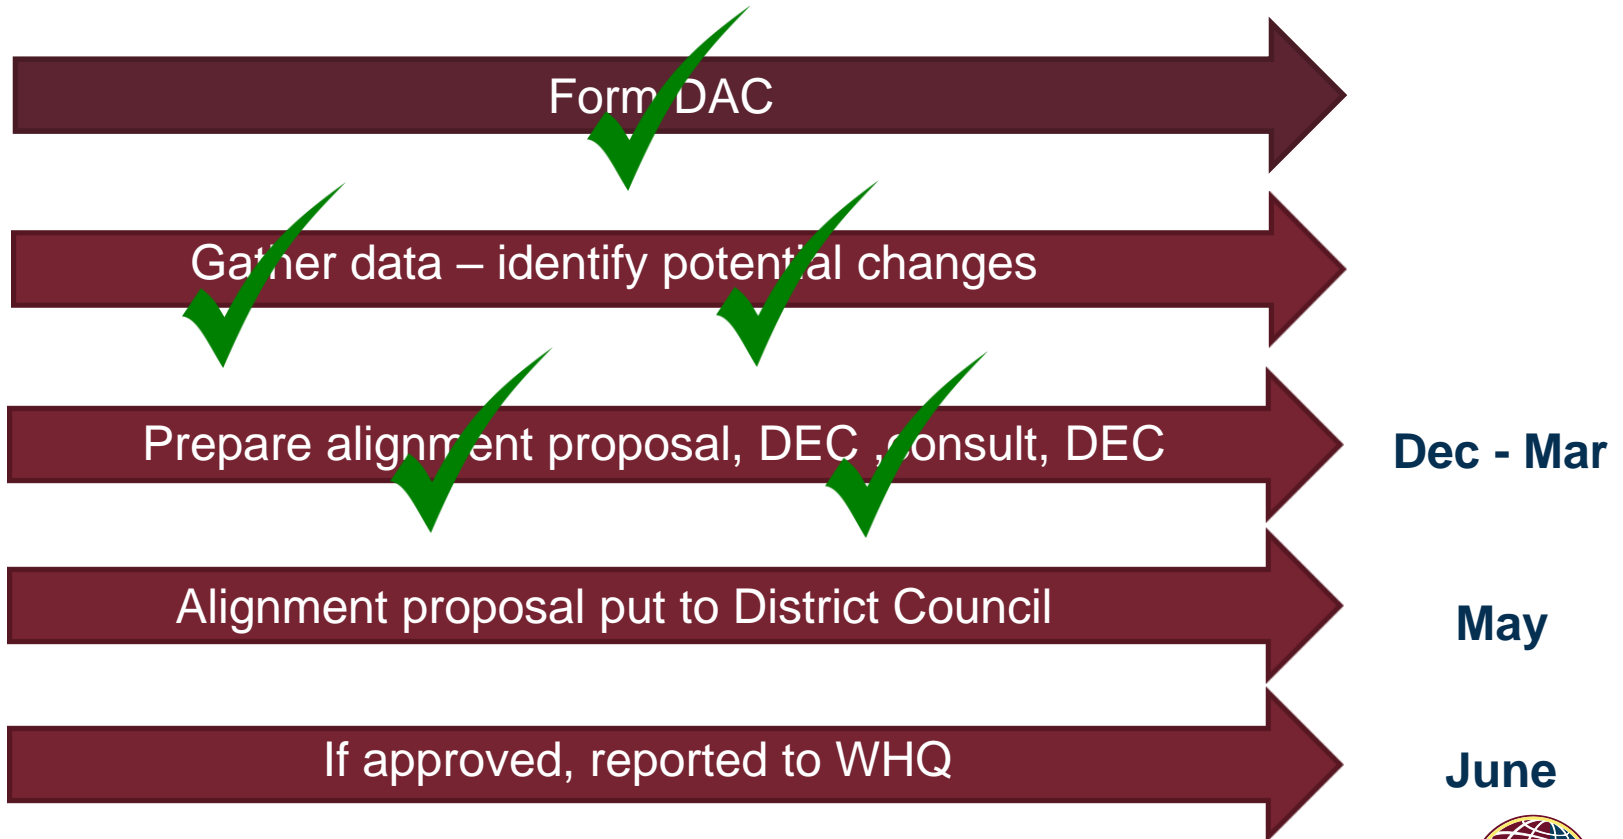 Form DAC
Gather data – identify potential changes
Prepare alignment proposal, DEC ,consult, DEC
Dec - Mar
Alignment proposal put to District Council
May
If approved, reported to WHQ
June